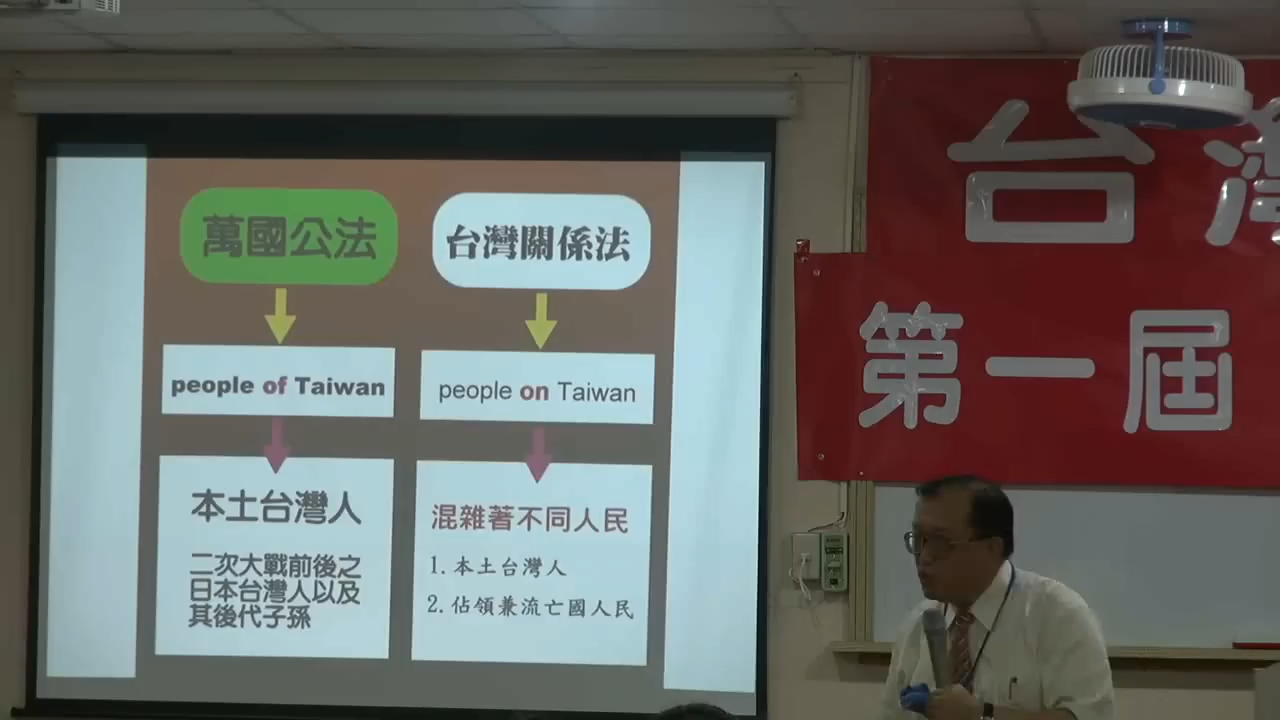 萬國公法
people of Taiwan
本土台灣人
二次大戰前後之
日本台灣人以及
其後代子孫
台灣關係法
people on Taiwan
混雜著不同人民
1. 本土台灣人
2. 佔領兼流亡國人民
台灣
第一屆